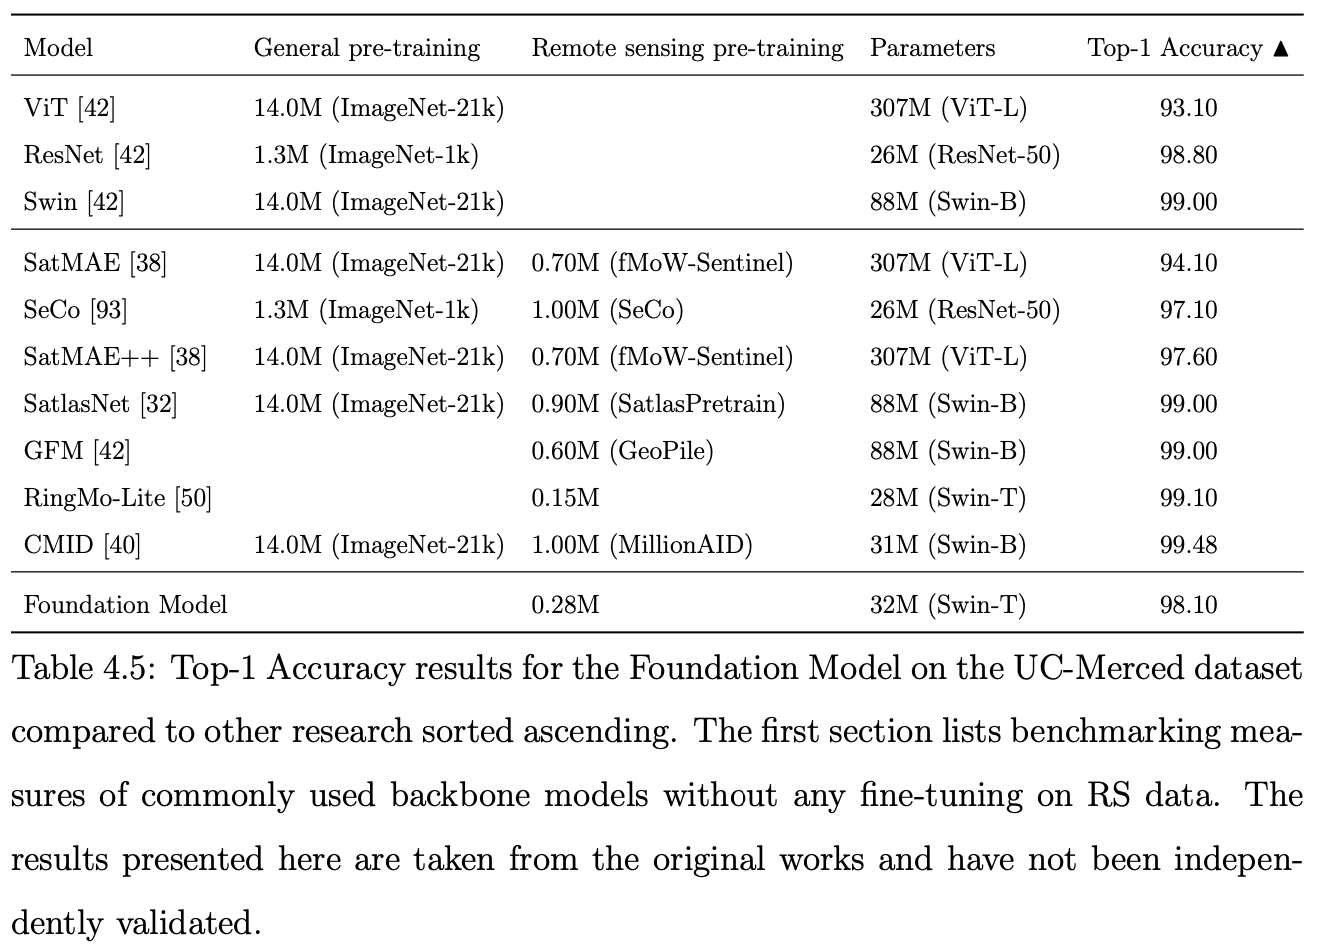 Model General pre-training Remote sensing pre-training Parameters Top-1 Accuracy ▲
ViT [42] 14.0M (ImageNet-21k) 307M (ViT-L) 93.10
ResNet [42] 1.3M (ImageNet-1k) 26M (ResNet-50) 98.80
Swin [42] 14.0M (ImageNet-21k) 88M (Swin-B) 99.00
SatMAE [38] 14.0M (ImageNet-21k) 0.70M (fMoW-Sentinel) 307M (ViT-L) 94.10
SeCo [93] 1.3M (ImageNet-1k) 1.00M (SeCo) 26M (ResNet-50) 97.10
SatMAE++ [38] 14.0M (ImageNet-21k) 0.70M (fMoW-Sentinel) 307M (ViT-L) 97.60
SatlasNet [32] 14.0M (ImageNet-21k) 0.90M (SatlasPretrain) 88M (Swin-B) 99.00
GFM [42] 0.60M (GeoPile) 88M (Swin-B) 99.00
RingMo-Lite [50] 0.15M 28M (Swin-T) 99.10
CMID [40] 14.0M (ImageNet-21k) 1.00M (MillionAID) 31M (Swin-B) 99.48
Foundation Model 0.28M 32M (Swin-T) 98.10
Table 4.5: Top-1 Accuracy results for the Foundation Model on the UC-Merced dataset
compared to other research sorted ascending. The first section lists benchmarking mea-
sures of commonly used backbone models without any fine-tuning on RS data. The
results presented here are taken from the original works and have not been indepen-
dently validated.